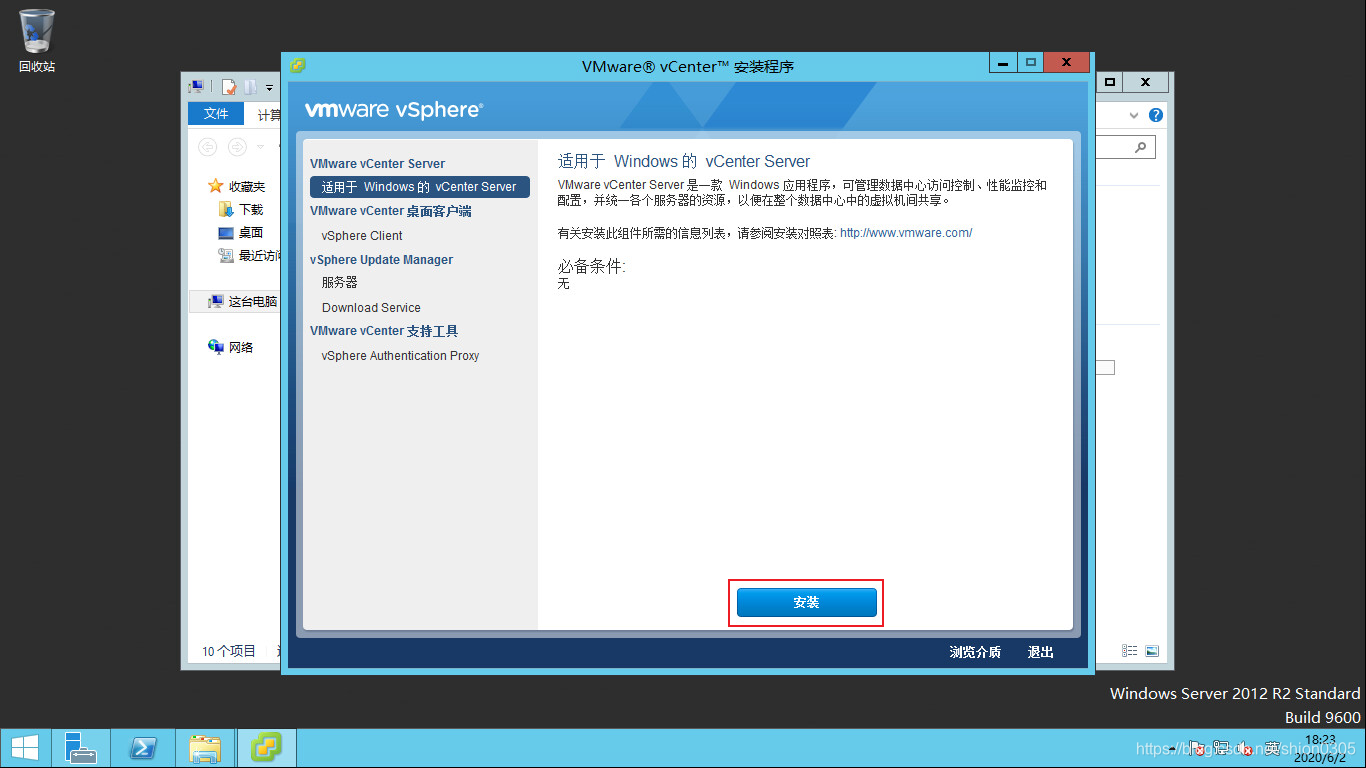 回收站
VMware® vCenter™ 安装程序
文件
计算
vmware vSphere®
收藏夹
下载
桌面
最近访问
这台电脑
网络
10 个项目
VMware vCenter Server
适用于 Windows 的 vCenter Server
VMware vCenter 桌面客户端
vSphere Client
vSphere Update Manager
服务器
Download Service
VMware vCenter 支持工具
vSphere Authentication Proxy
适用于 Windows 的 vCenter Server
VMware vCenter Server 是一款 Windows 应用程序，可管理数据中心访问控制、性能监控和
配置，并统一各个服务器的资源，以便在整个数据中心中的虚拟机间共享。
有关安装此组件所需的信息列表，请参阅安装对照表: http://www.vmware.com/
必备条件:
无
安装
浏览介质
退出
Windows Server 2012 R2 Standard
Build 9600
英
18:23
2020/6/2
https://blog.csdn.net/shion0305